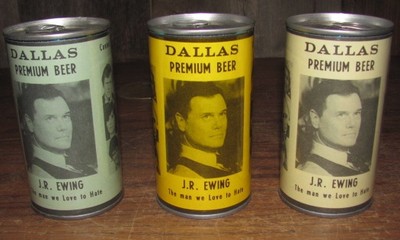 DALLAS
PREMIUM BEER
J.R. EWING
The man we Love to Hate
DALLAS
PREMIUM BEER
J.R. EWING
The man we Love to Hate
DALLAS
PREMIUM BEER
J.R. EWING
The man we Love to Hate